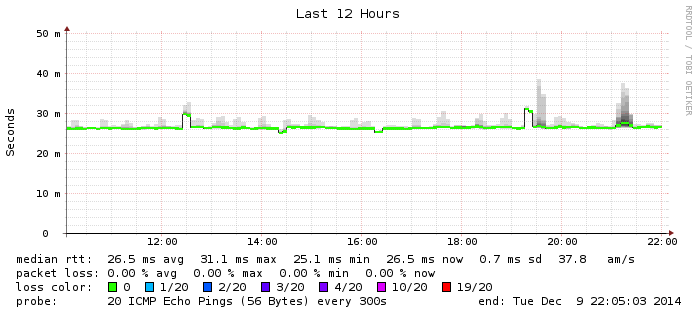 Last 12 Hours
RRDTOOL / TOBI OETIKER
Seconds
50 m
40 m
30 m
20 m
10 m
0
12:00 14:00 16:00 18:00 20:00 22:00
median rtt: 26.5 ms avg 31.1 ms max 25.1 ms min 26.5 ms now 0.7 ms sd 37.8 am/s
packet loss: 0.00 % avg 0.00 % max 0.00 % min 0.00 % now
loss color: 0 1/20 2/20 3/20 4/20 10/20 19/20
probe: 20 ICMP Echo Pings (56 Bytes) every 300s end: Tue Dec 9 22:05:03 2014